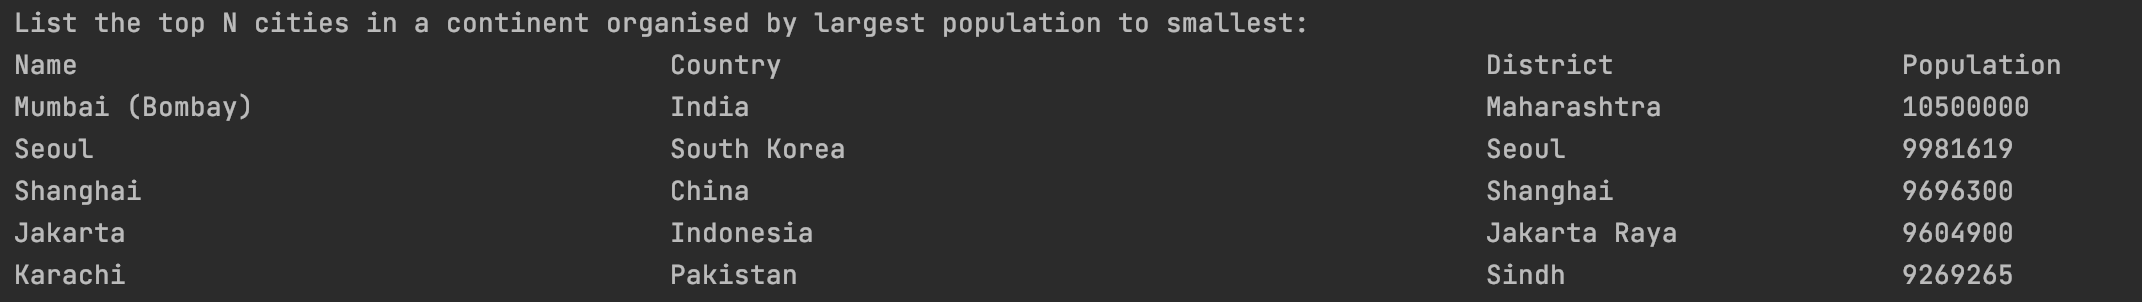 List the top N cities in a continent organised by largest population to smallest:
Name Country District Population
Mumbai (Bombay) India Maharashtra 10500000
Seoul South Korea Seoul 9981619
Shanghai China Shanghai 9696300
Jakarta Indonesia Jakarta Raya 9604900
Karachi Pakistan Sindh 9269265